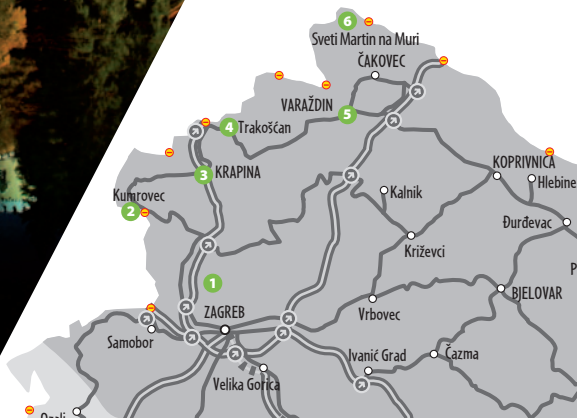 6
Sveti Martin na Muri
ČAKOVEC
VARAŽDIN 5
4 Trakošćan
KOPRIVNICA
3 KRAPINA
Hlebine
Kumrovec
Kalnik
2
Đurđevac
Križevci
1
BJELOVAR
ZAGREB
Vrbovec
Samobor
Ivanić Grad
Čazma
Velika Gorica